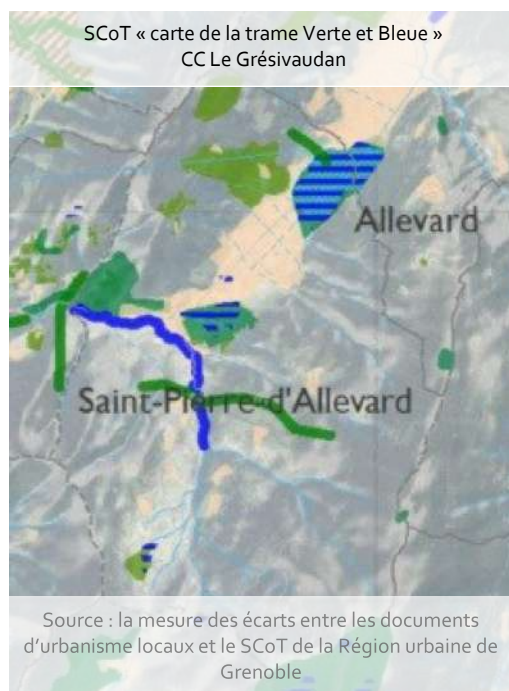 SCoT « carte de la trame Verte et Bleue »
CC Le Grésivaudan
Allevard
Saint-Pierre-d'Allevard
Source : la mesure des écarts entre les documents
d’urbanisme locaux et le SCoT de la Région urbaine de
Grenoble